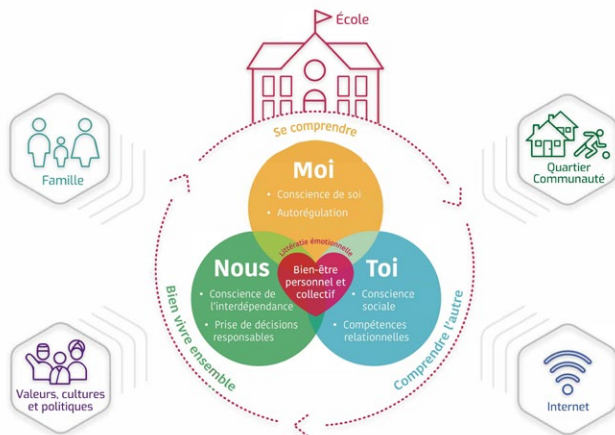 École
Se comprendre
Famille
Quartier
Communauté
Moi
• Conscience de soi
• Autorégulation
Littératie émotionnelle
Bien-être
personnel et
collectif
Nous
• Conscience de
l'interdépendance
• Prise de décisions
responsables
Toi
• Conscience
sociale
• Compétences
relationnelles
Bien vivre ensemble
Comprendre l'autre
Valeurs, cultures
et politiques
Internet